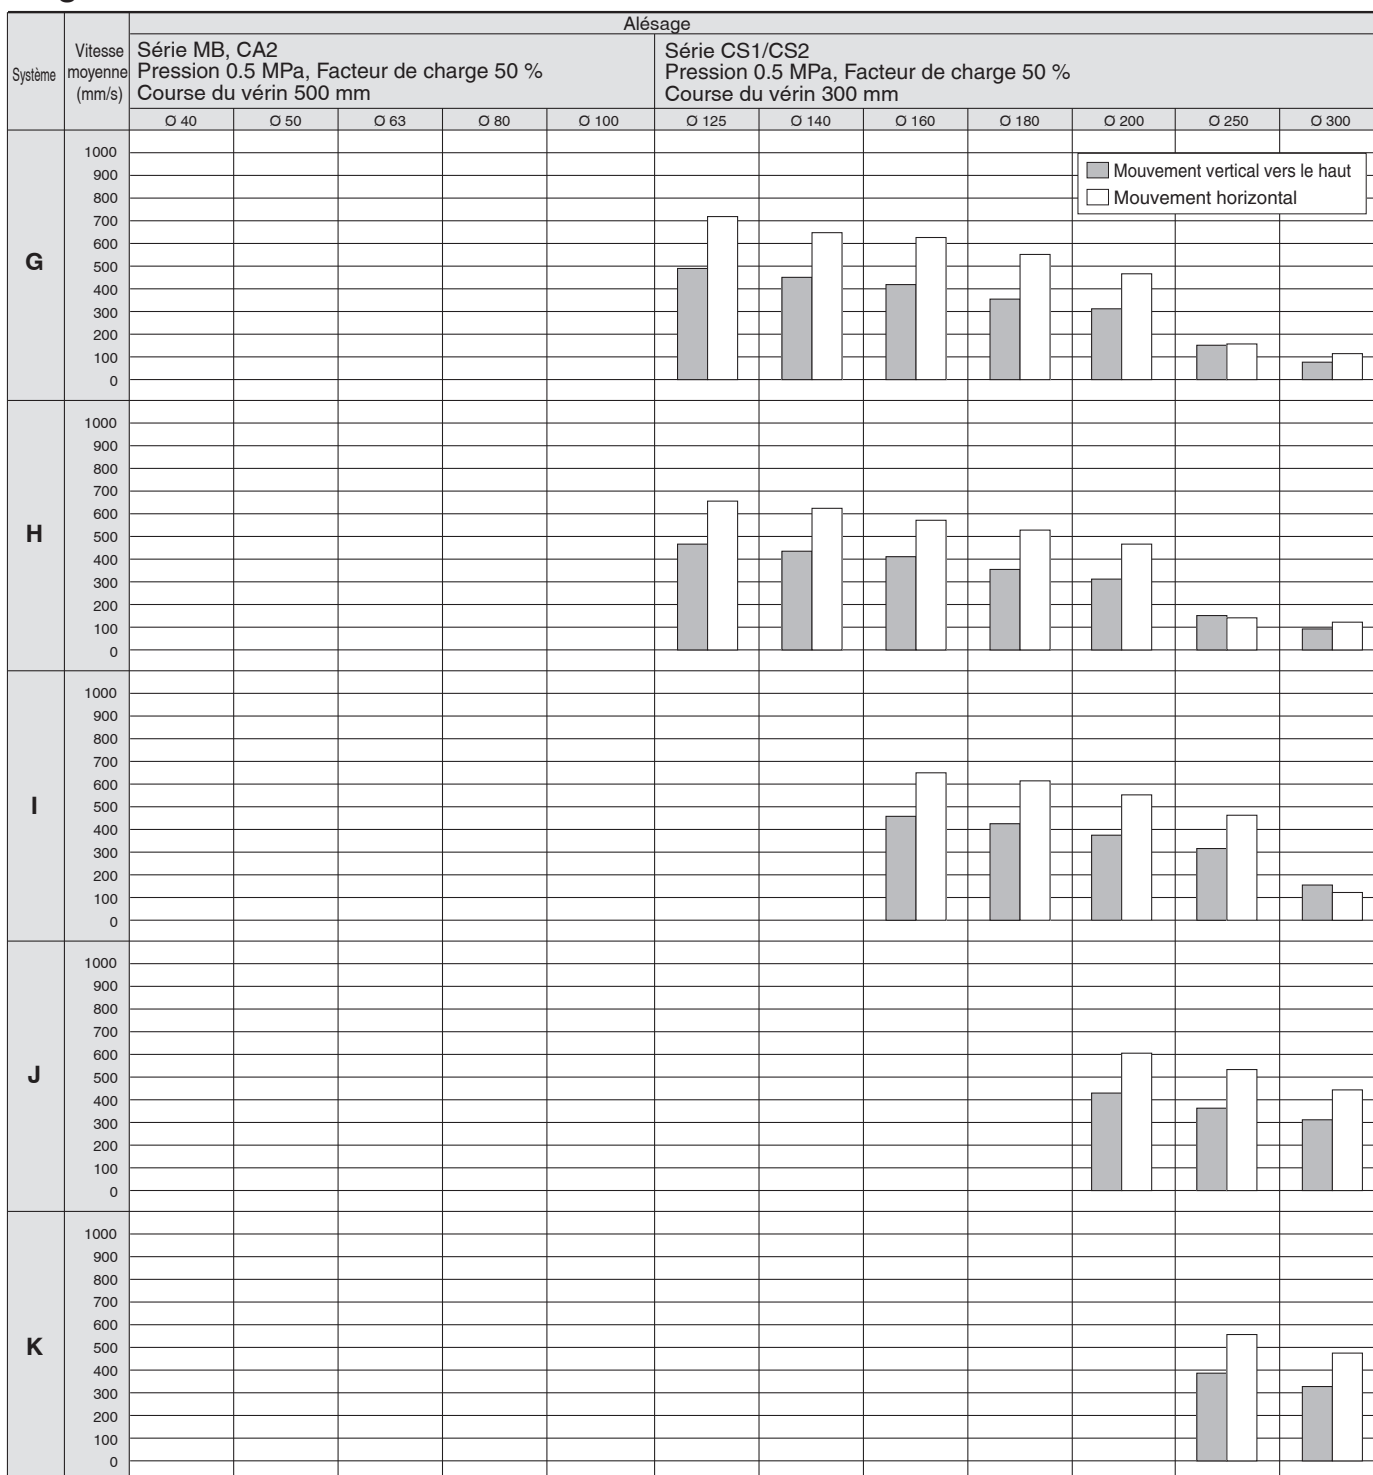 Alésage
Système
Vitesse
moyenne
(mm/s)
Série MB, CA2
Pression 0.5 MPa, Facteur de charge 50 %
Course du vérin 500 mm
Série CS1/CS2
Pression 0.5 MPa, Facteur de charge 50 %
Course du vérin 300 mm
Ø 40 Ø 50 Ø 63 Ø 80 Ø 100 Ø 125 Ø 140 Ø 160 Ø 180 Ø 200 Ø 250 Ø 300
Mouvement vertical vers le haut
Mouvement horizontal
G
1000
900
800
700
600
500
400
300
200
100
0
H
1000
900
800
700
600
500
400
300
200
100
0
I
1000
900
800
700
600
500
400
300
200
100
0
J
1000
900
800
700
600
500
400
300
200
100
0
K
1000
900
800
700
600
500
400
300
200
100
0